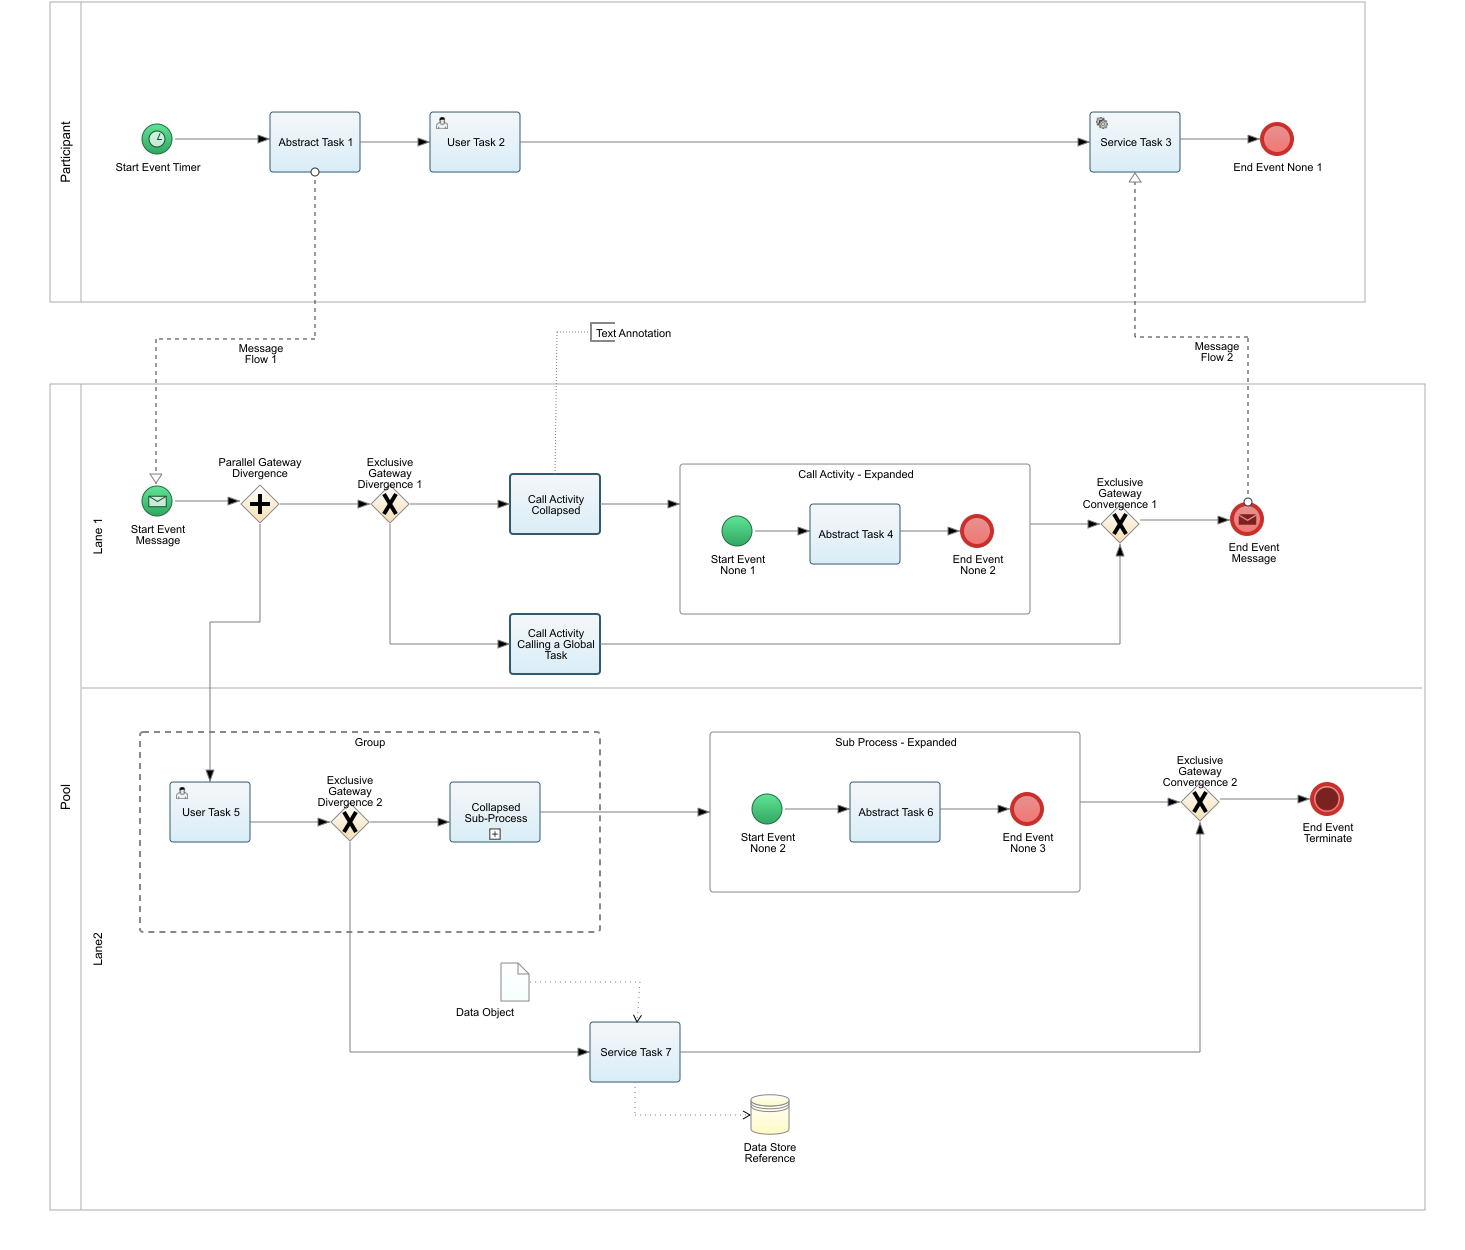 Participant
Start Event Timer
Abstract Task 1
User Task 2
Service Task 3
End Event None 1
Message
Flow 1
Text Annotation
Message
Flow 2
Pool
Lane 1
Start Event
Message
Parallel Gateway
Divergence
Exclusive
Gateway
Divergence 1
Call Activity
Collapsed
Call Activity - Expanded
Start Event
None 1
Abstract Task 4
End Event
None 2
Exclusive
Gateway
Convergence 1
End Event
Message
Call Activity
Calling a Global
Task
Lane2
Group
User Task 5
Exclusive
Gateway
Divergence 2
Collapsed
Sub-Process
Sub Process - Expanded
Start Event
None 2
Abstract Task 6
End Event
None 3
Exclusive
Gateway
Convergence 2
End Event
Terminate
Data Object
Service Task 7
Data Store
Reference